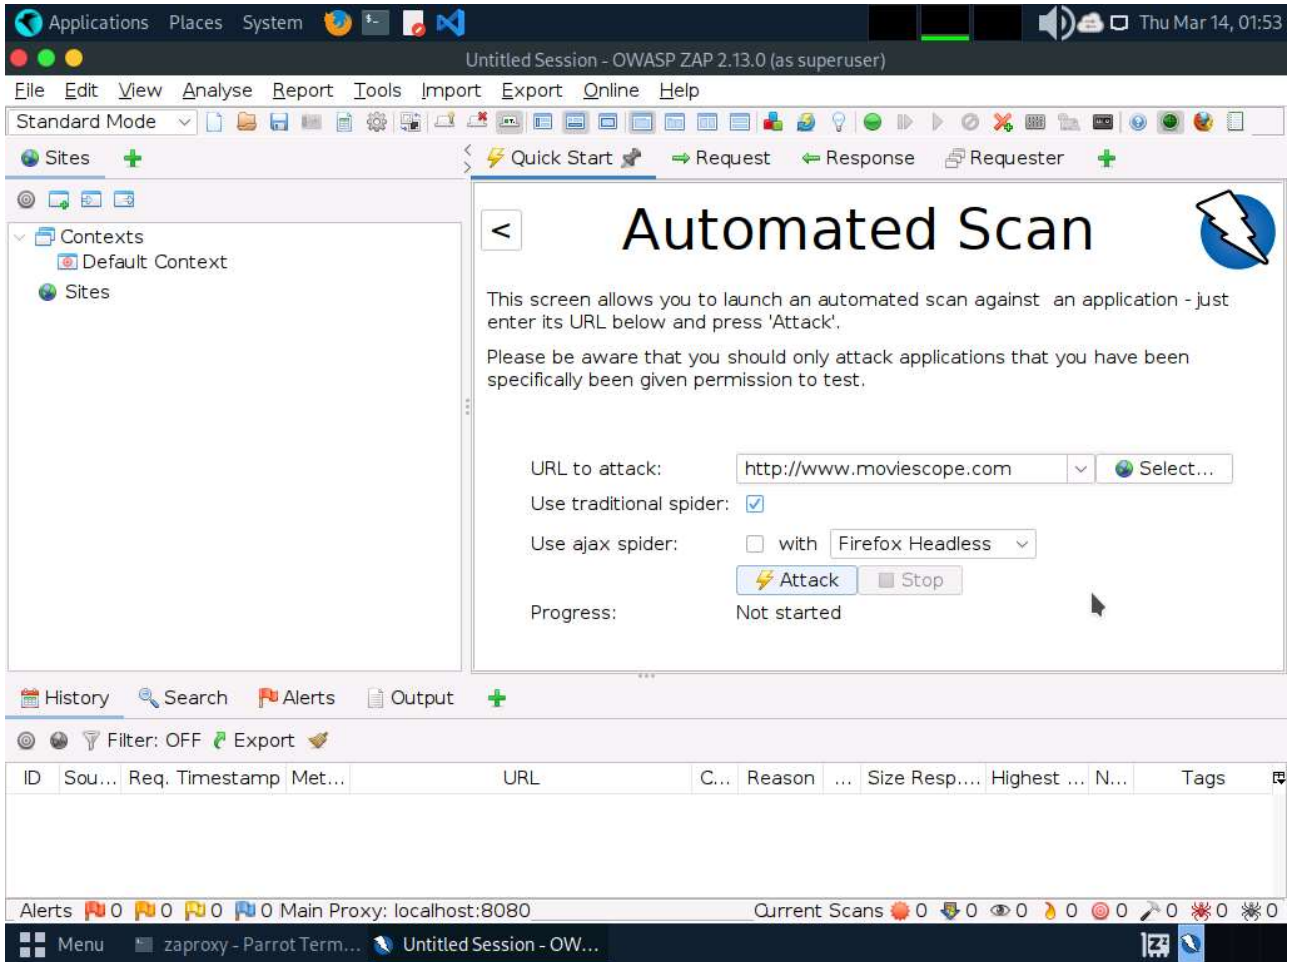 Applications Places System Thu Mar 14, 01:53
Untitled Session - OWASP ZAP 2.13.0 (as superuser)
File Edit View Analyse Report Tools Import Export Online Help
Standard Mode
Sites Quick Start Request Response Requester
< Automated Scan
Contexts
Default Context
Sites
This screen allows you to launch an automated scan against an application - just
enter its URL below and press 'Attack'.
Please be aware that you should only attack applications that you have been
specifically been given permission to test.
URL to attack: http://www.moviescope.com Select...
Use traditional spider:
Use ajax spider: with Firefox Headless
Attack Stop
Progress: Not started
History Search Alerts Output
Filter: OFF Export
ID Sou... Req. Timestamp Met... URL C... Reason ... Size Resp.... Highest ... N... Tags
Alerts 0 0 0 0 Main Proxy: localhost:8080 Current Scans 0 0 0 0 0 0 0 0
Menu zaproxy - Parrot Term... Untitled Session - OW...